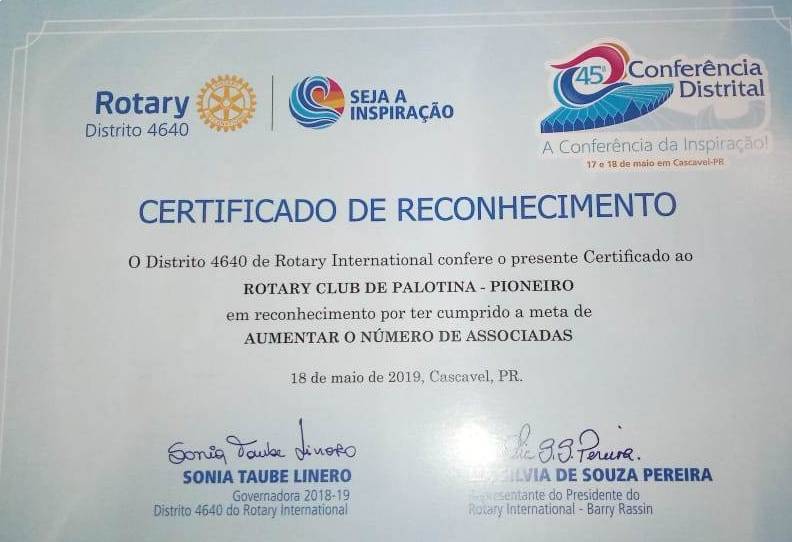 Rotary
Distrito 4640
SEJA A
INSPIRAÇÃO
45ª Conferência
Distrital
A Conferência da Inspiração!
17 e 18 de maio em Cascavel-PR
CERTIFICADO DE RECONHECIMENTO
O Distrito 4640 de Rotary International confere o presente Certificado ao
ROTARY CLUB DE PALOTINA - PIONEIRO
em reconhecimento por ter cumprido a meta de
AUMENTAR O NÚMERO DE ASSOCIADAS
18 de maio de 2019, Cascavel, PR.
Sonia Taube Linero
Pereira.
SONIA TAUBE LINERO
Governadora 2018-19
Distrito 4640 do Rotary International
SILVIA DE SOUZA PEREIRA
Representante do Presidente do
Rotary International - Barry Rassin